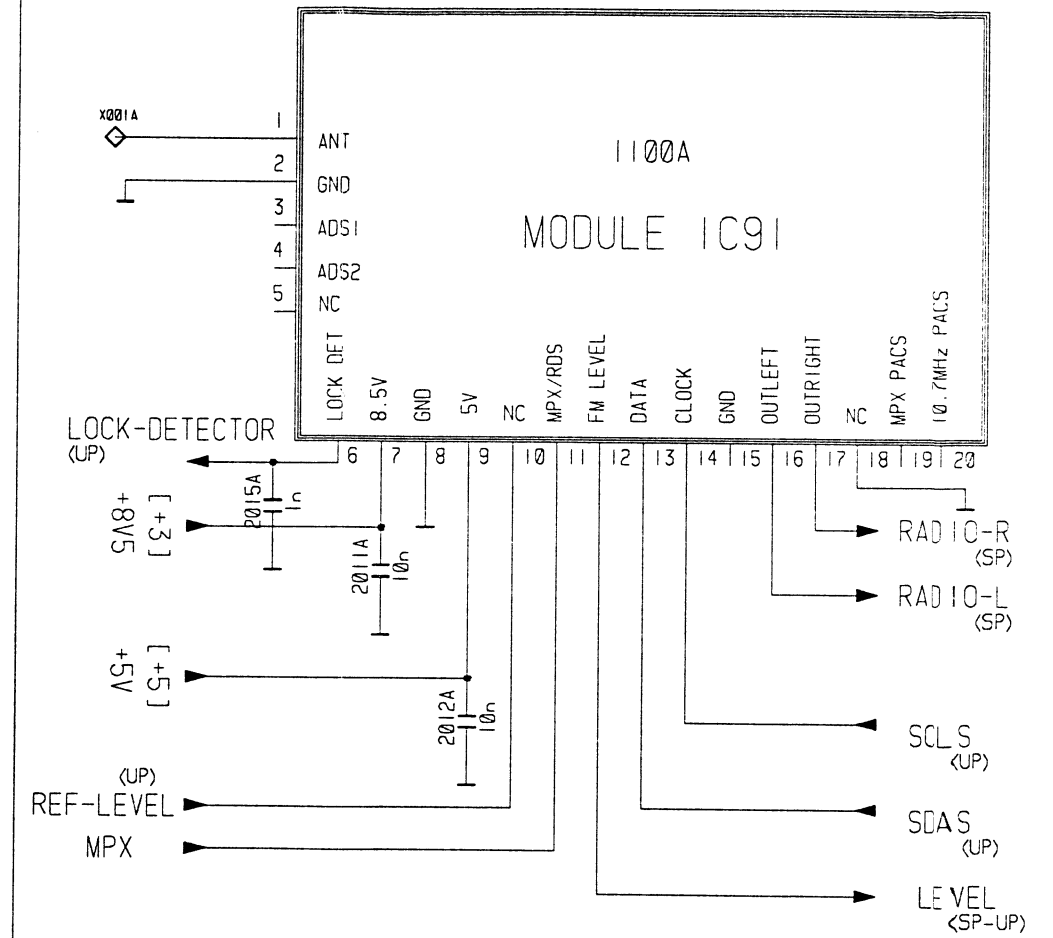 X001A
1
ANT
2
GND
3
ADS1
4
ADS2
5
NC
1100A
MODULE IC91
LOCK DET
8.5V
GND
5V
NC
MPX/RDS
FM LEVEL
DATA
CLOCK
GND
OUTLEFT
OUTRIGHT
NC
MPX PACS
10.7MHz PACS
6 7 8 9 10 11 12 13 14 15 16 17 18 19 20
LOCK-DETECTOR
(UP)
2015A
1n
[+3]
+8V5
2011A
10n
[+5]
+5V
2012A
10n
(UP)
REF-LEVEL
MPX
RADIO-R
(SP)
RADIO-L
(SP)
SCLS
(UP)
SDAS
(UP)
LEVEL
(SP-UP)